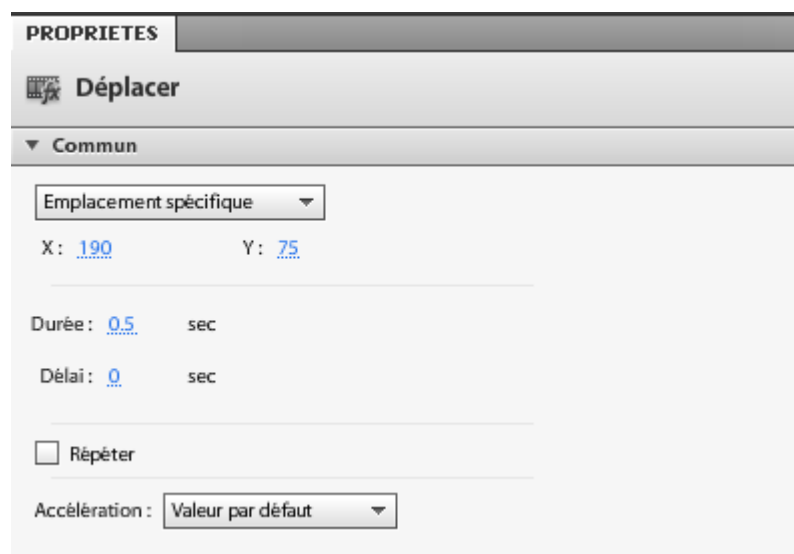 PROPRIETES
Déplacer
Commun
Emplacement spécifique
X : 190 Y : 75
Durée : 0.5 sec
Délai : 0 sec
Répéter
Accélération : Valeur par défaut